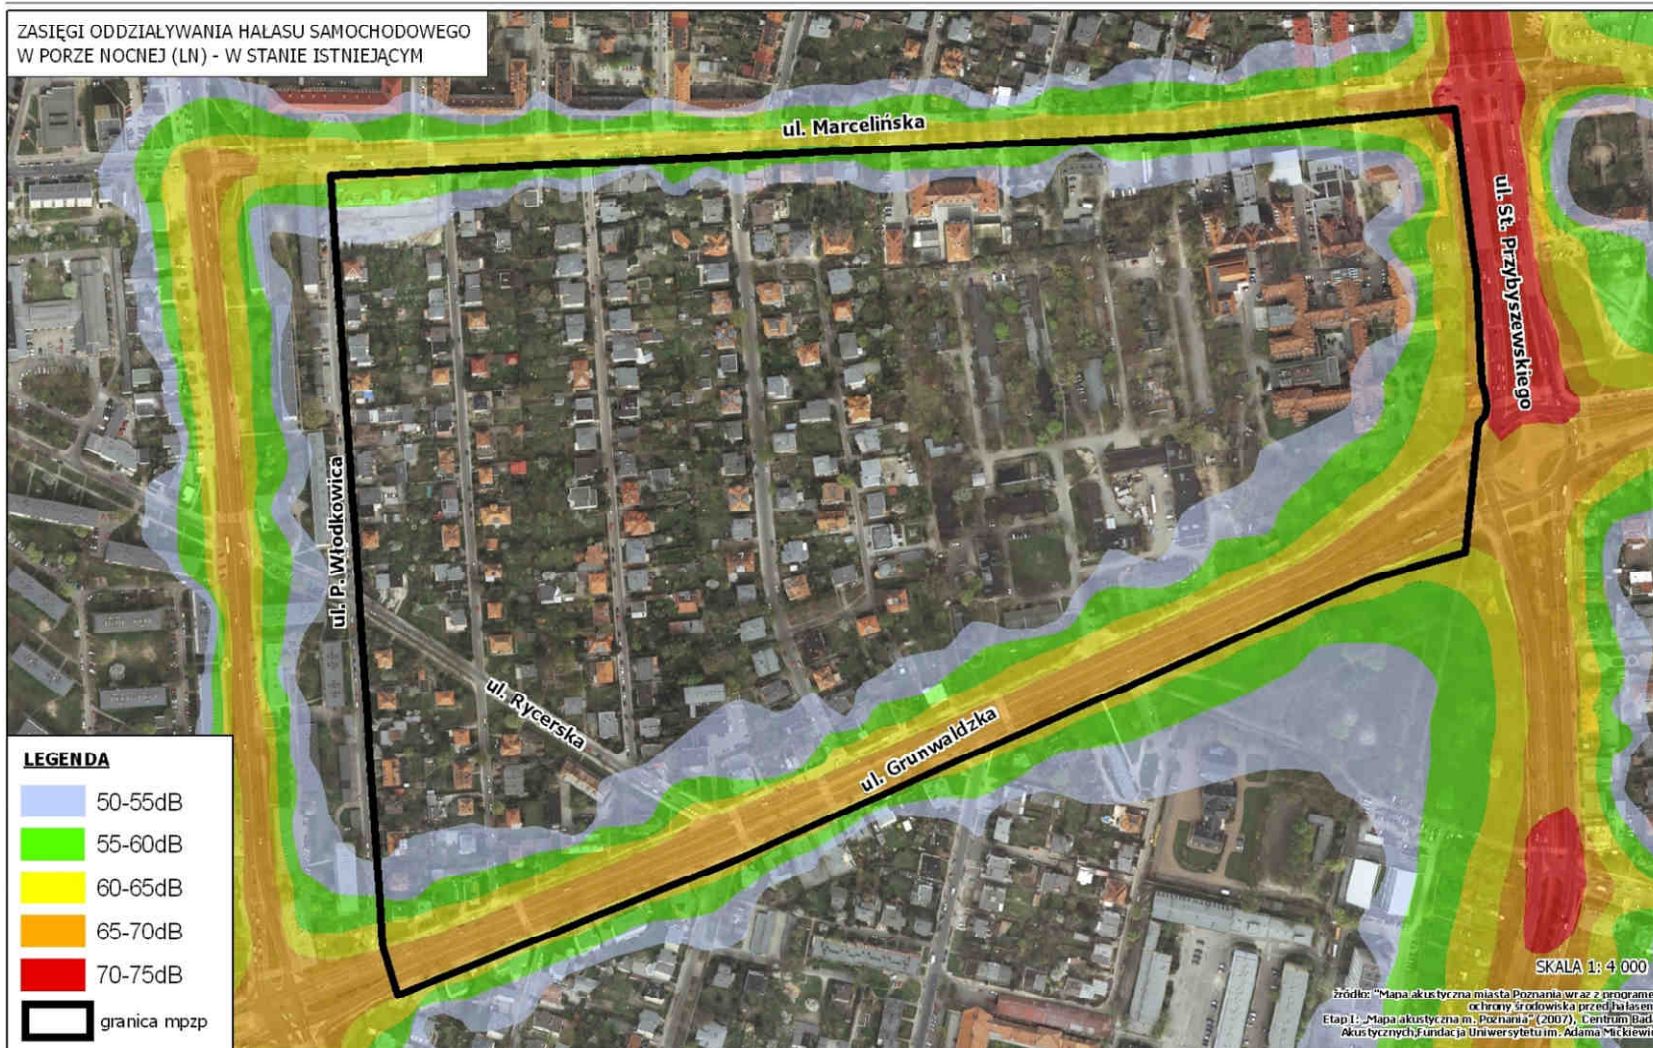 ZASIĘGI ODDZIAŁYWANIA HAŁASU SAMOCHODOWEGO
W PORZE NOCNEJ (LN) - W STANIE ISTNIEJĄCYM
ul. Marcelińska
ul. St. Przybyszewskiego
ul. P. Włodkowica
ul. Rycerska
ul. Grunwaldzka
LEGENDA
50-55dB
55-60dB
60-65dB
65-70dB
70-75dB
granica mpzp
SKALA 1: 4 000
źródło: "Mapa akustyczna miasta Poznania wraz z programe
ochrony środowiska przed hałasem
Etap I: „Mapa akustyczna m. Poznania" (2007), Centrum Bada
Akustycznych,Fundacja Uniwersytetu im. Adama Mickiewi